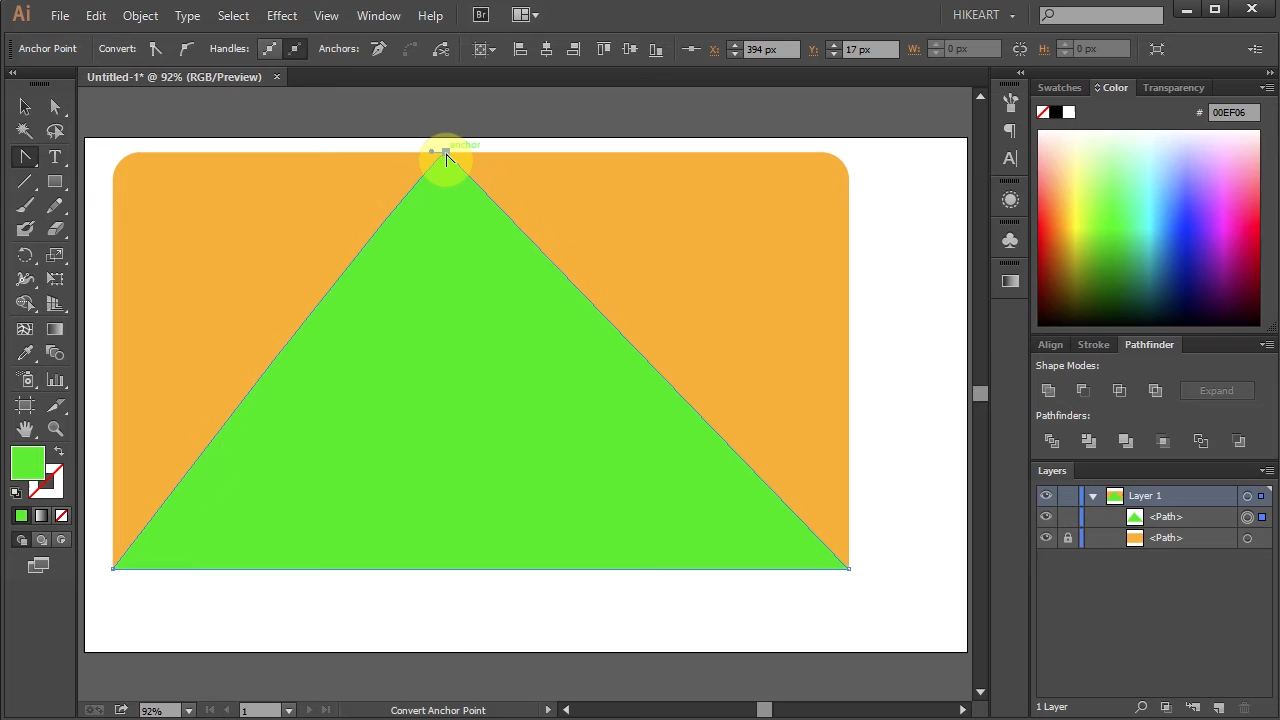 Ai File Edit Object Type Select Effect View Window Help Br HIKEART
Anchor Point Convert: Handles: Anchors: X: 394 px Y: 17 px W: 0 px H: 0 px
Untitled-1* @ 92% (RGB/Preview) ×
Swatches Color Transparency
# 00EF06
anchor
Align Stroke Pathfinder
Shape Modes:
Expand
Pathfinders:
Layers
Layer 1
<Path>
<Path>
1 Layer
92% 1 Convert Anchor Point